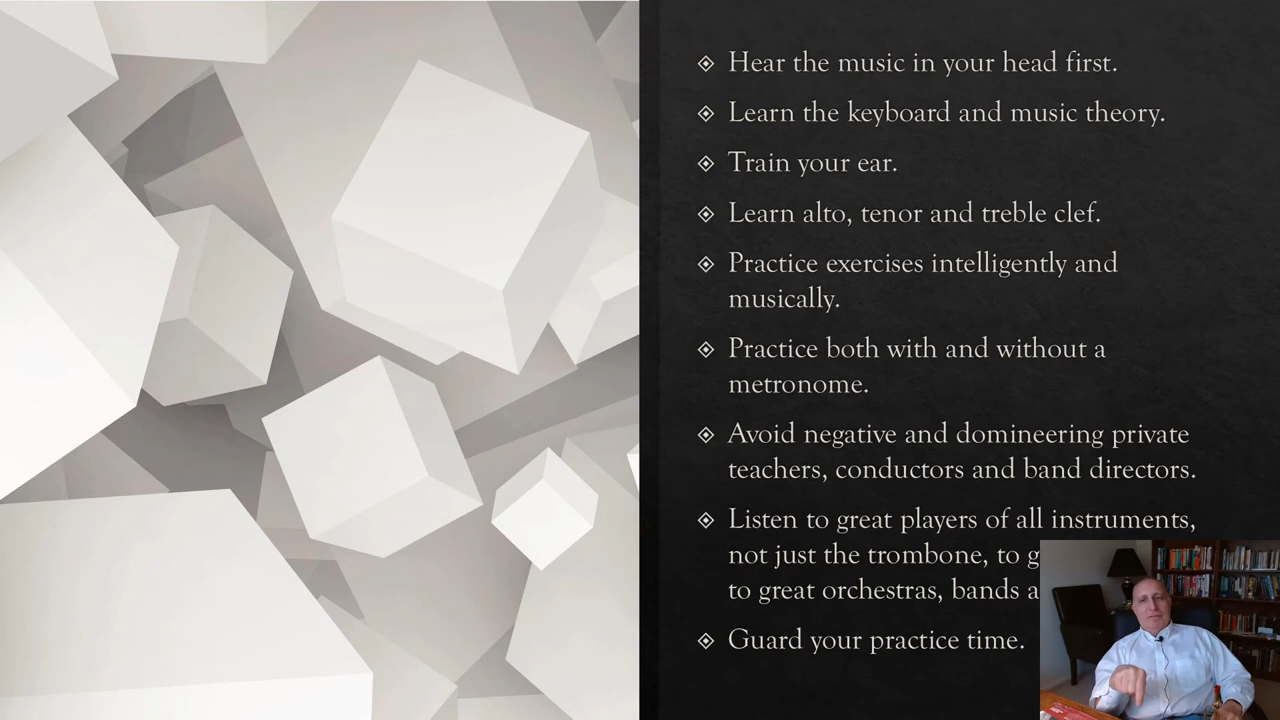 Hear the music in your head first.
Learn the keyboard and music theory.
Train your ear.
Learn alto, tenor and treble clef.
Practice exercises intelligently and
musically.
Practice both with and without a
metronome.
Avoid negative and domineering private
teachers, conductors and band directors.
Listen to great players of all instruments,
not just the trombone, to
to great orchestras, bands
Guard your practice time.